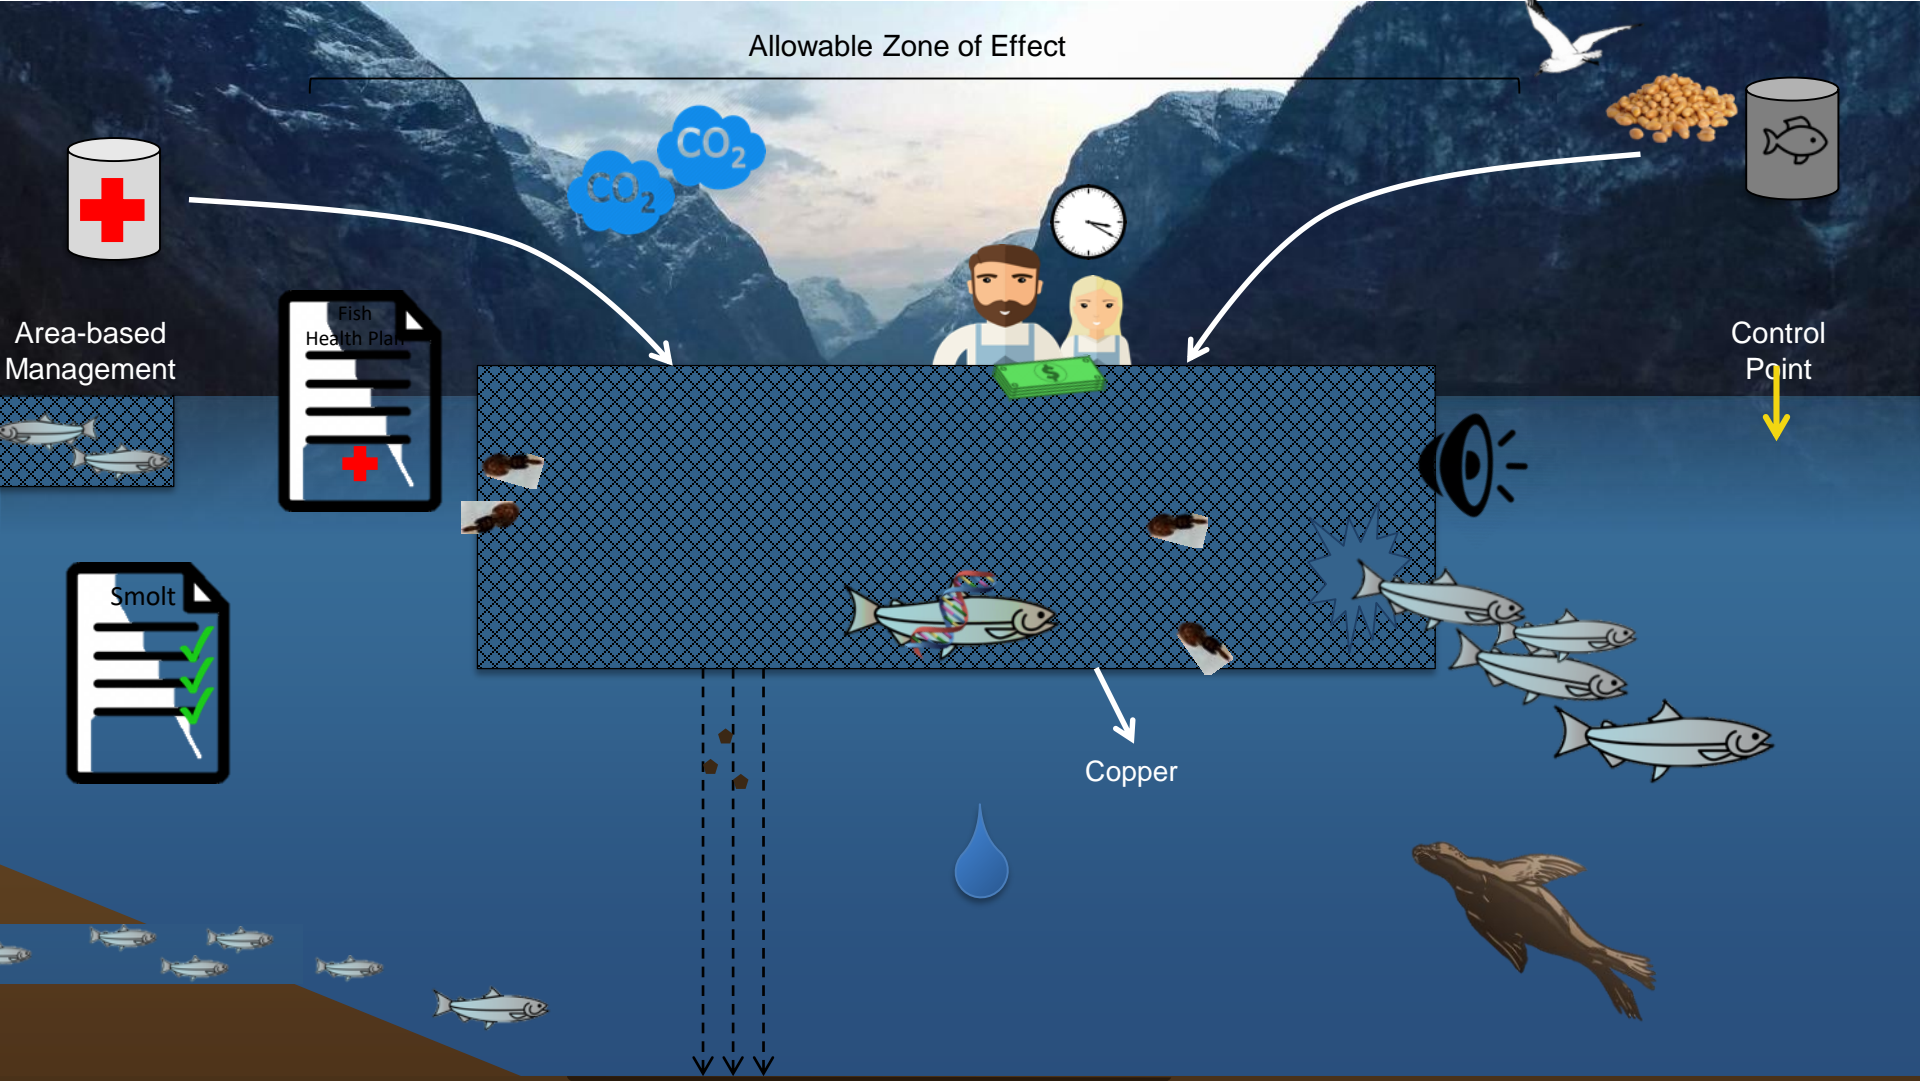 Allowable Zone of Effect
CO2
CO2
Fish
Health Plan
Area-based
Management
Control
Point
$
Smolt
Copper